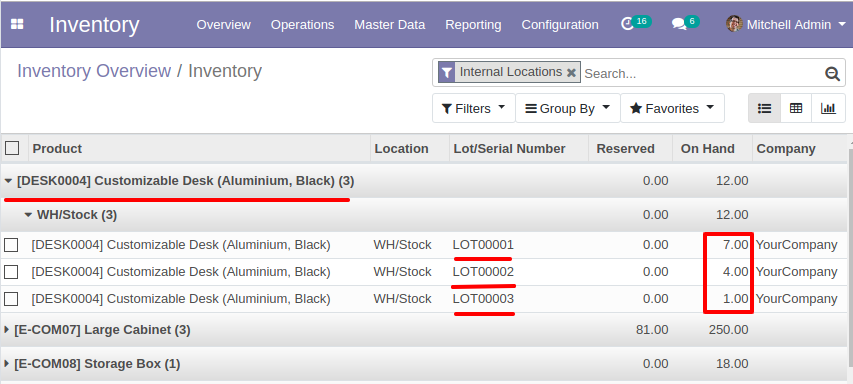 Inventory Overview Operations Master Data Reporting Configuration 16 6 Mitchell Admin
Inventory Overview / Inventory
Internal Locations Search...
Filters Group By Favorites
Product Location Lot/Serial Number Reserved On Hand Company
[DESK0004] Customizable Desk (Aluminium, Black) (3) 0.00 12.00
WH/Stock (3) 0.00 12.00
[DESK0004] Customizable Desk (Aluminium, Black) WH/Stock LOT00001 0.00 7.00 YourCompany
[DESK0004] Customizable Desk (Aluminium, Black) WH/Stock LOT00002 0.00 4.00 YourCompany
[DESK0004] Customizable Desk (Aluminium, Black) WH/Stock LOT00003 0.00 1.00 YourCompany
[E-COM07] Large Cabinet (3) 81.00 250.00
[E-COM08] Storage Box (1) 0.00 18.00